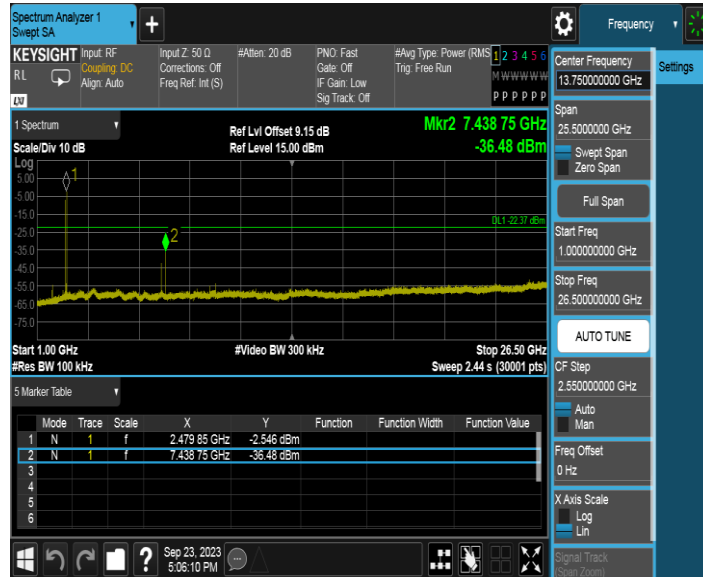 Spectrum Analyzer 1
Swept SA
+
Frequency
KEYSIGHT
RL
LXI
Input: RF
Coupling: DC
Align: Auto
Input Z: 50 Ω
Corrections: Off
Freq Ref: Int (S)
#Atten: 20 dB
PNO: Fast
Gate: Off
IF Gain: Low
Sig Track: Off
#Avg Type: Power (RMS
Trig: Free Run
1 2 3 4 5 6
M W W W W W
P P P P P P
1 Spectrum
Scale/Div 10 dB
Ref Lvl Offset 9.15 dB
Ref Level 15.00 dBm
Mkr2 7.438 75 GHz
-36.48 dBm
Log
5.00
-5.00
-15.0
-25.0
-35.0
-45.0
-55.0
-65.0
-75.0
1
2
DL1 -22.37 dBm
Start 1.00 GHz
#Res BW 100 kHz
#Video BW 300 kHz
Stop 26.50 GHz
Sweep 2.44 s (30001 pts)
5 Marker Table
Mode Trace Scale X Y Function Function Width Function Value
1 N 1 f 2.479 85 GHz -2.546 dBm
2 N 1 f 7.438 75 GHz -36.48 dBm
3
4
5
6
?
Sep 23, 2023
5:06:10 PM
Center Frequency
13.750000000 GHz
Settings
Span
25.5000000 GHz
Swept Span
Zero Span
Full Span
Start Freq
1.000000000 GHz
Stop Freq
26.500000000 GHz
AUTO TUNE
CF Step
2.550000000 GHz
Auto
Man
Freq Offset
0 Hz
X Axis Scale
Log
Lin
Signal Track
(Span Zoom)